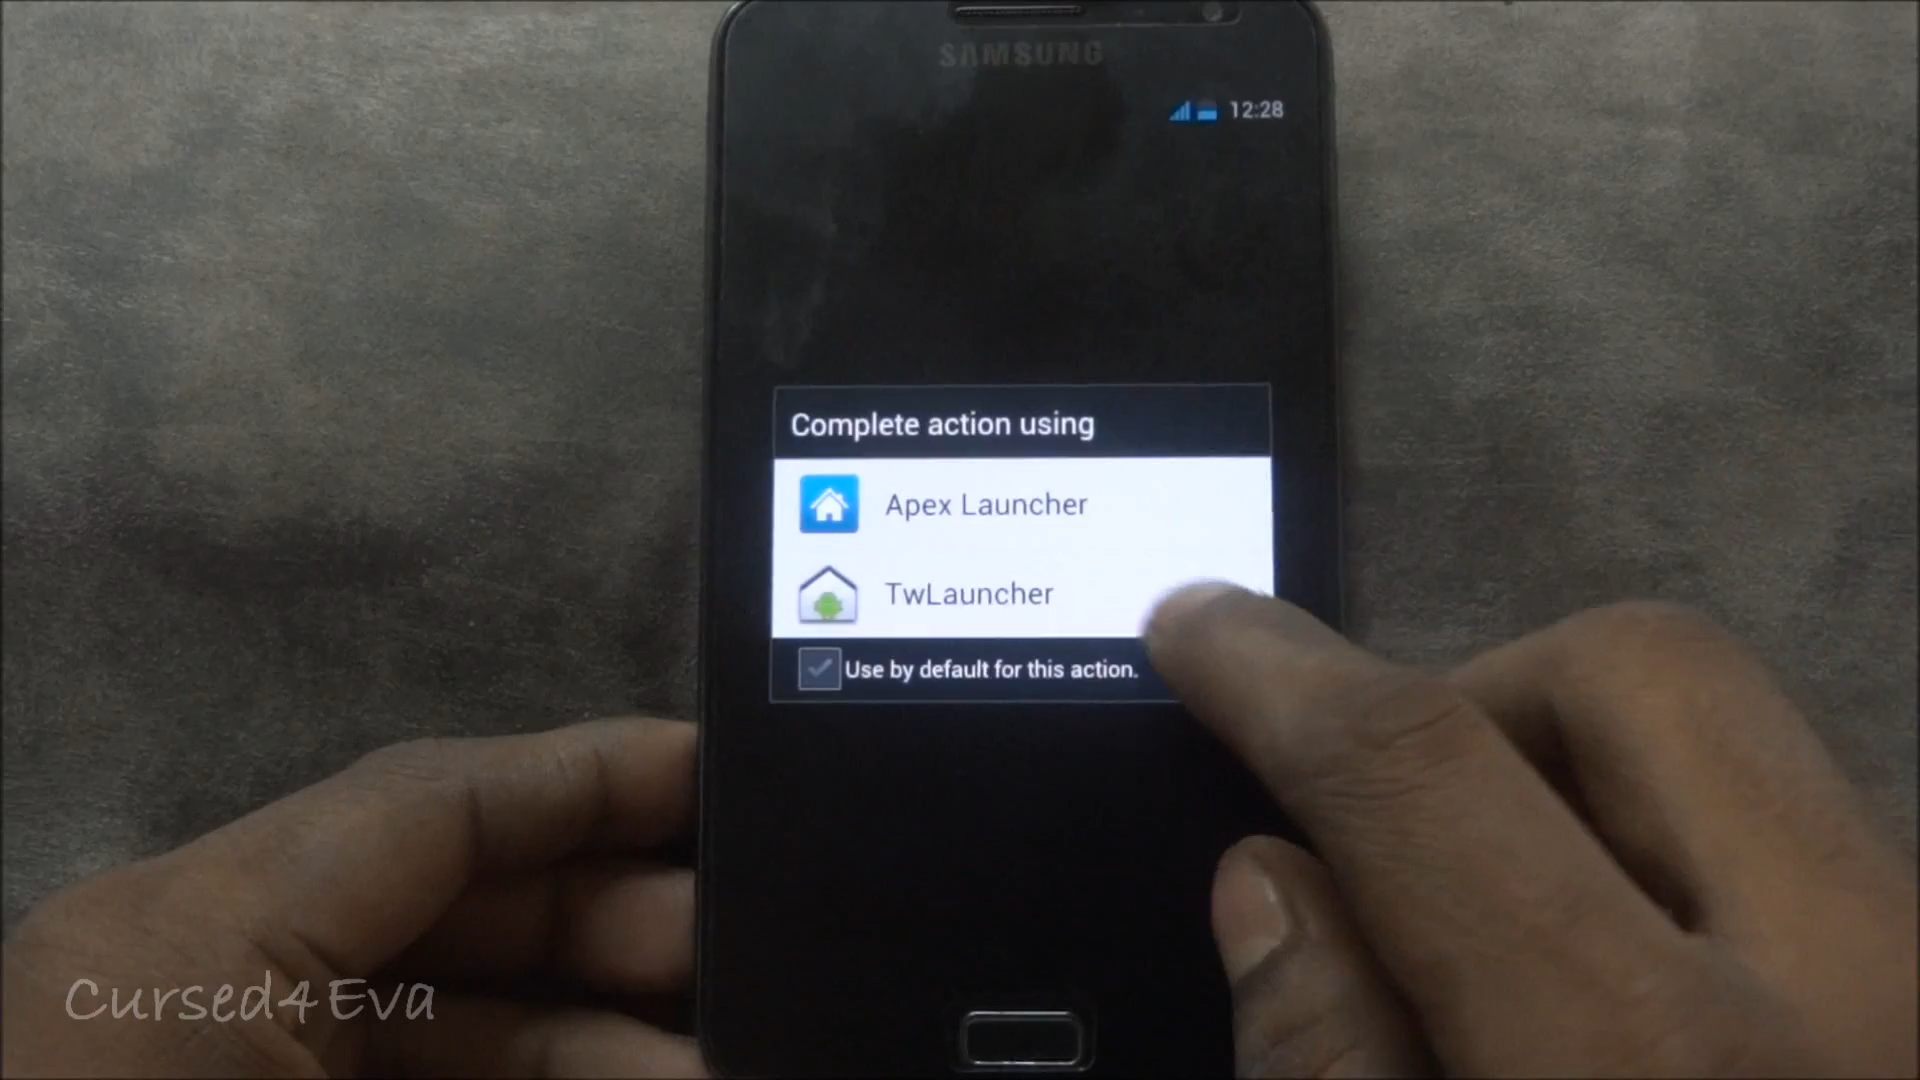 SAMSUNG
12:28
Complete action using
Apex Launcher
TwLauncher
Use by default for this action.
Cursed4Eva